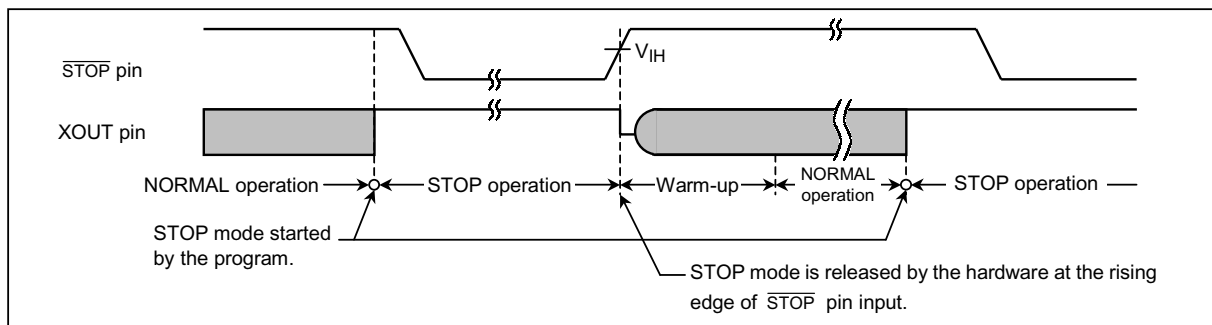 STOP pin
VIH
XOUT pin
NORMAL operation
STOP operation
Warm-up
NORMAL
operation
STOP operation
STOP mode started
by the program.
STOP mode is released by the hardware at the rising
edge of STOP pin input.